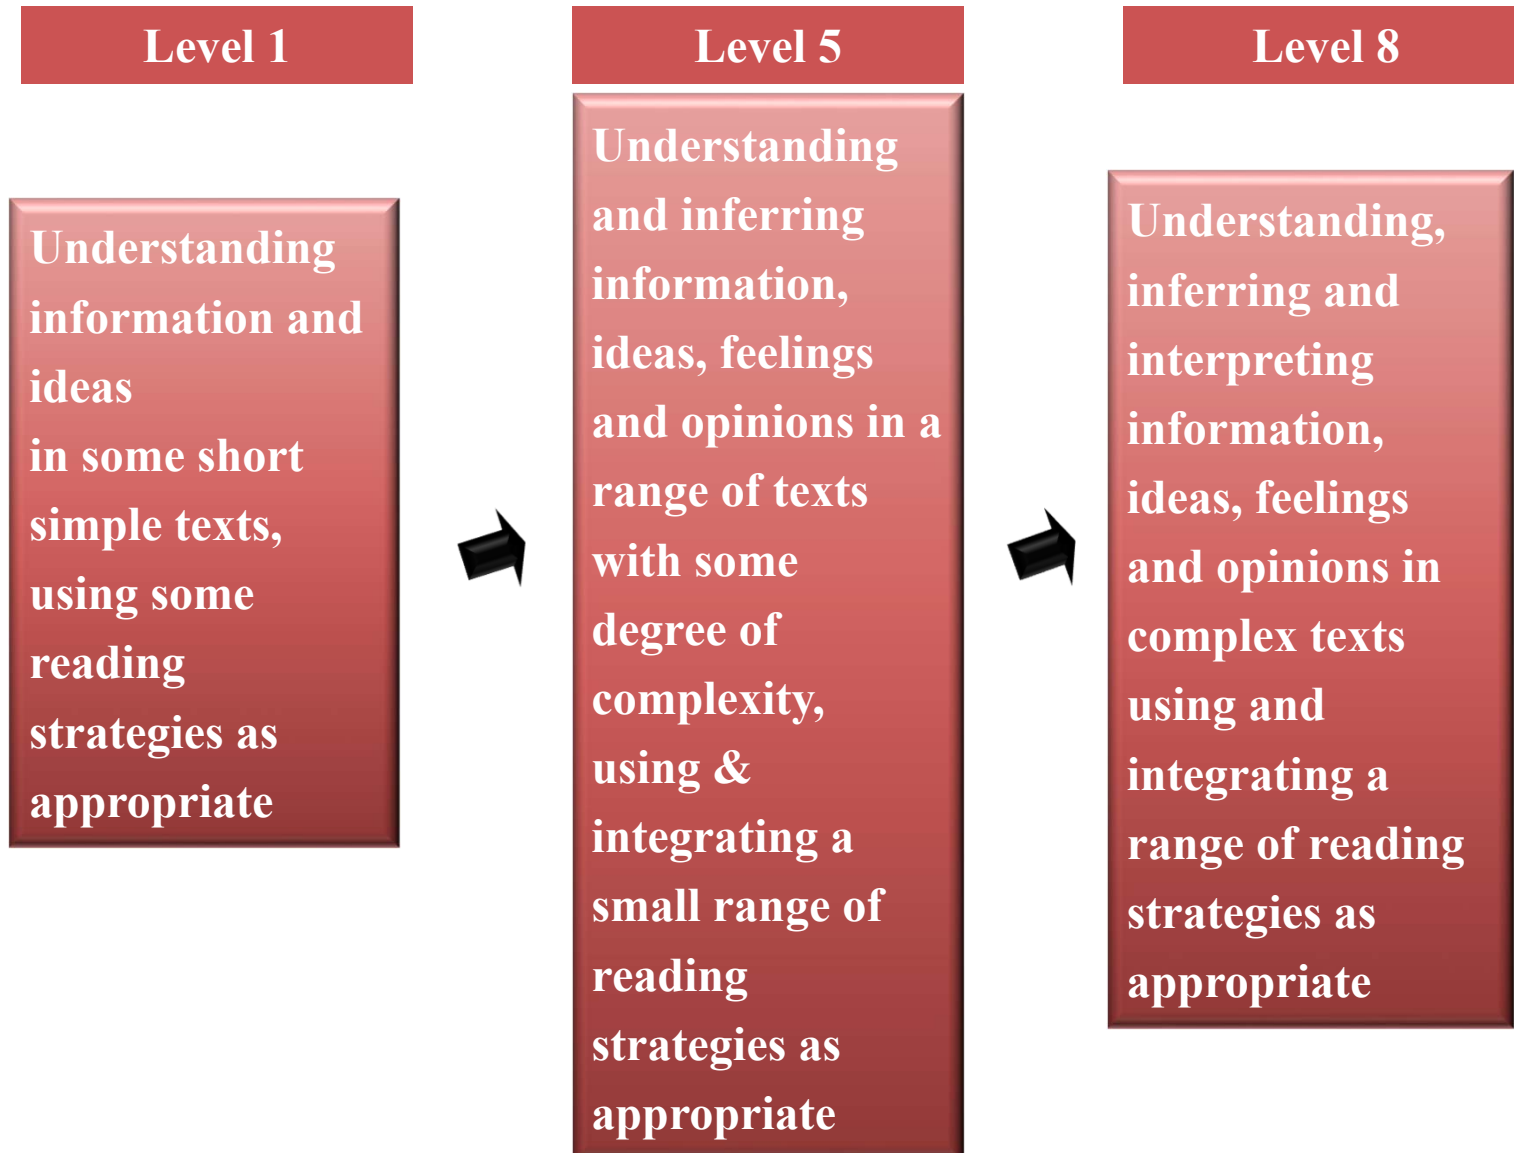 Level 1
Understanding
information and
ideas
in some short
simple texts,
using some
reading
strategies as
appropriate
Level 5
Understanding
and inferring
information,
ideas, feelings
and opinions in a
range of texts
with some
degree of
complexity,
using &
integrating a
small range of
reading
strategies as
appropriate
Level 8
Understanding,
inferring and
interpreting
information,
ideas, feelings
and opinions in
complex texts
using and
integrating a
range of reading
strategies as
appropriate